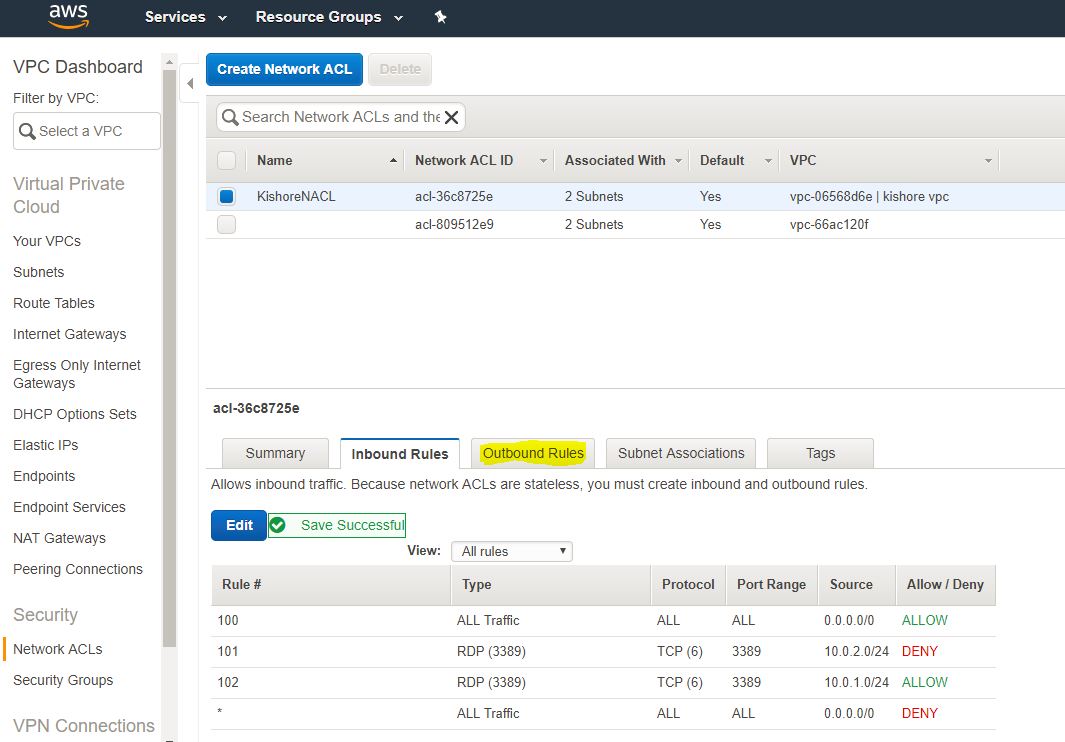 aws Services Resource Groups
VPC Dashboard
Filter by VPC:
Select a VPC
Virtual Private
Cloud
Your VPCs
Subnets
Route Tables
Internet Gateways
Egress Only Internet
Gateways
DHCP Options Sets
Elastic IPs
Endpoints
Endpoint Services
NAT Gateways
Peering Connections
Security
Network ACLs
Security Groups
VPN Connections
Create Network ACL Delete
Search Network ACLs and the
Name Network ACL ID Associated With Default VPC
KishoreNACL acl-36c8725e 2 Subnets Yes vpc-06568d6e | kishore vpc
acl-809512e9 2 Subnets Yes vpc-66ac120f
acl-36c8725e
Summary Inbound Rules Outbound Rules Subnet Associations Tags
Allows inbound traffic. Because network ACLs are stateless, you must create inbound and outbound rules.
Edit Save Successful
View: All rules
Rule # Type Protocol Port Range Source Allow / Deny
100 ALL Traffic ALL ALL 0.0.0.0/0 ALLOW
101 RDP (3389) TCP (6) 3389 10.0.2.0/24 DENY
102 RDP (3389) TCP (6) 3389 10.0.1.0/24 ALLOW
* ALL Traffic ALL ALL 0.0.0.0/0 DENY